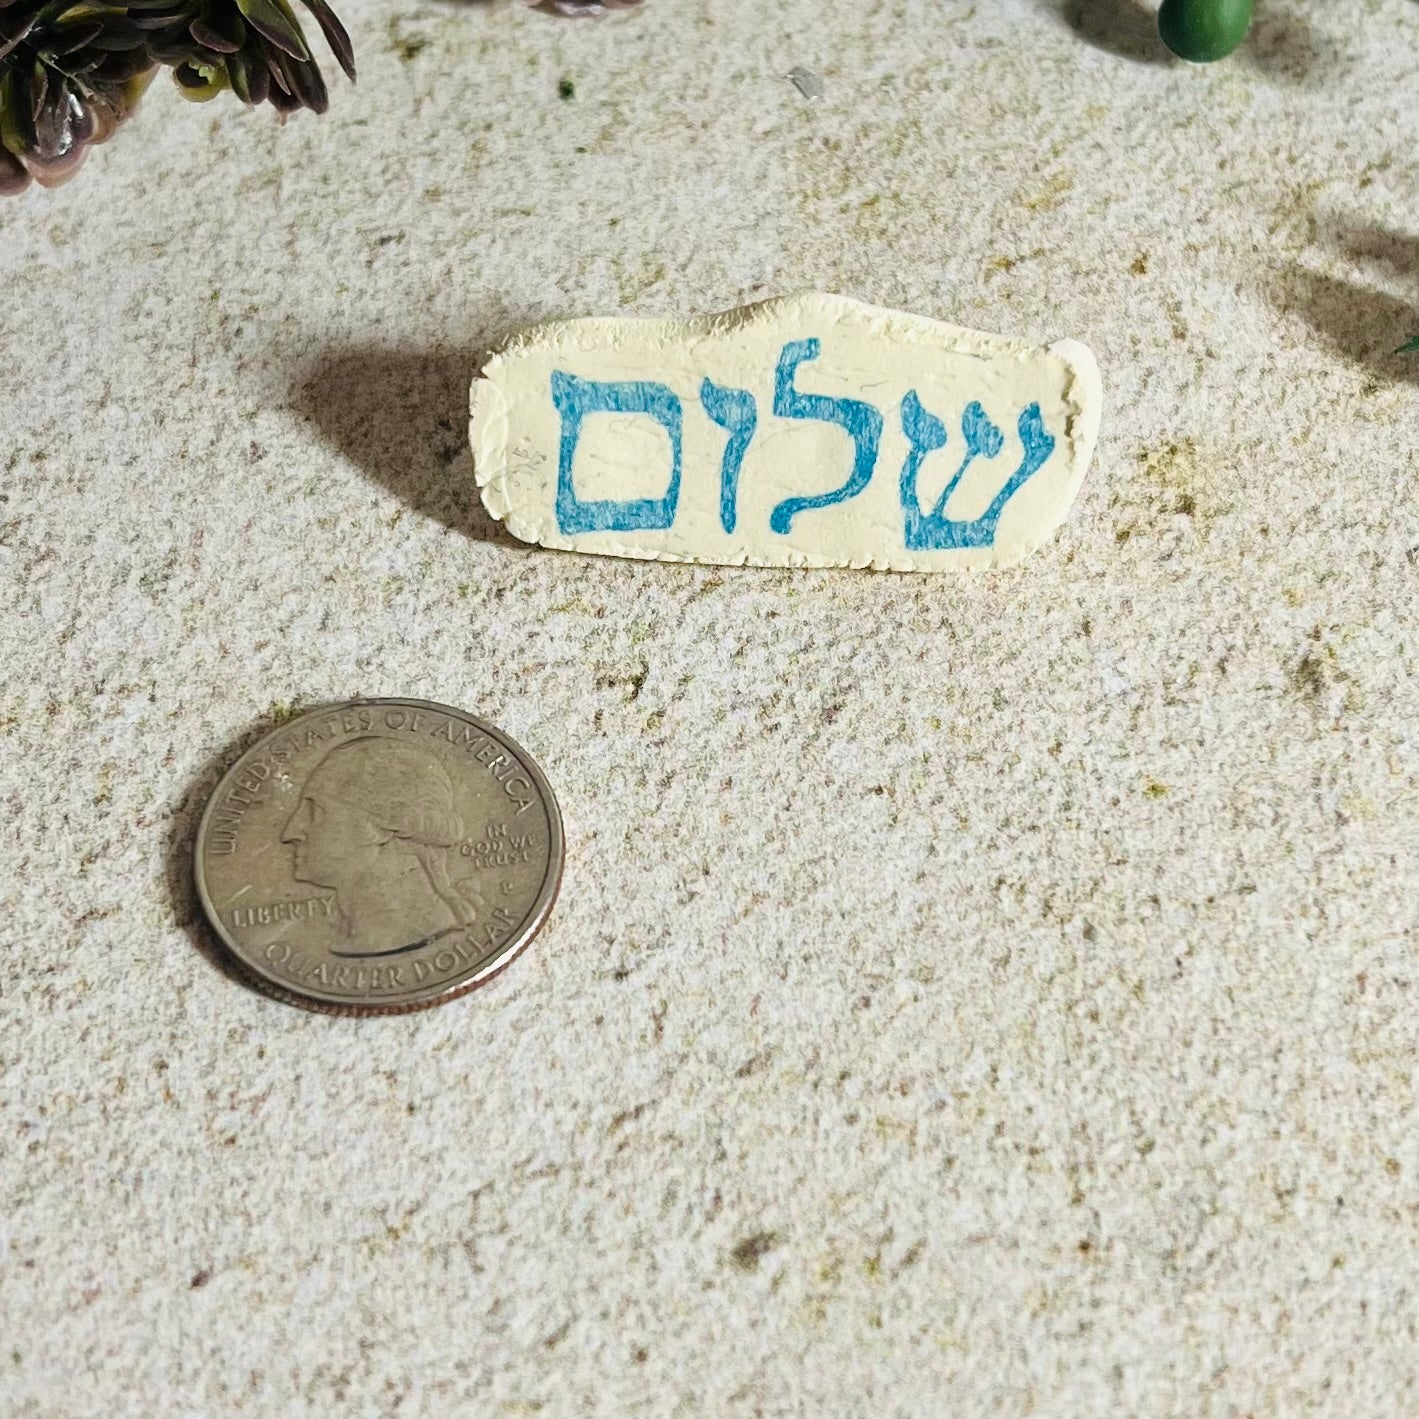 שלום
UNITED STATES OF AMERICA
IN
GOD WE
TRUST
P
LIBERTY
QUARTER DOLLAR